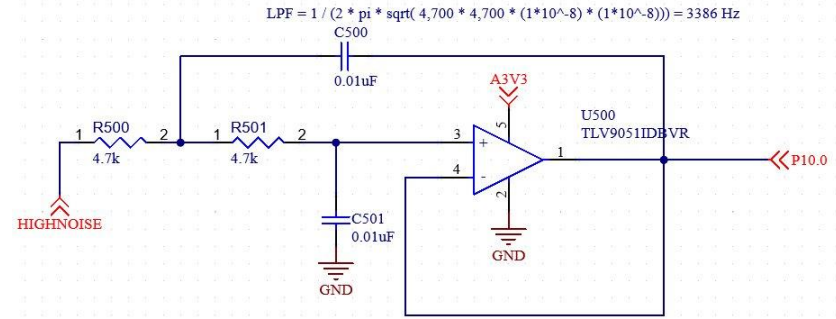 LPF = 1 / (2 * pi * sqrt( 4,700 * 4,700 * (1*10^-8) * (1*10^-8))) = 3386 Hz
C500
0.01uF
A3V3
U500
TLV9051IDBVR
R500
1 2
4.7k
R501
1 2
4.7k
3
+
4
-
5
2
1
P10.0
HIGHNOISE
C501
0.01uF
GND
GND